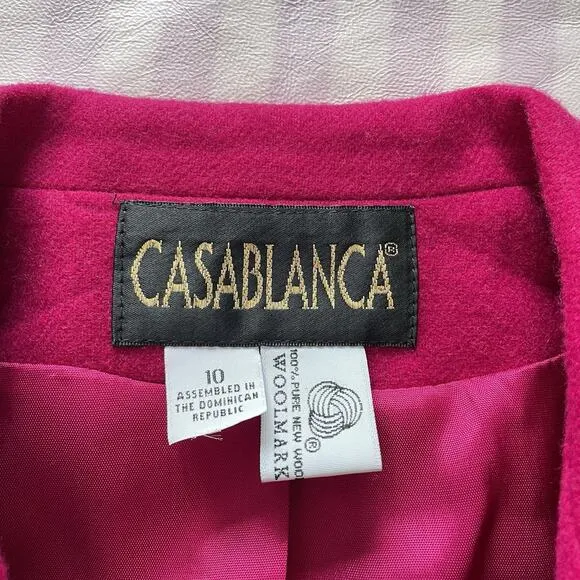 CASABLANCA®
10
ASSEMBLED IN
THE DOMINICAN
REPUBLIC
100% PURE NEW WOOL
WOOLMARK
®